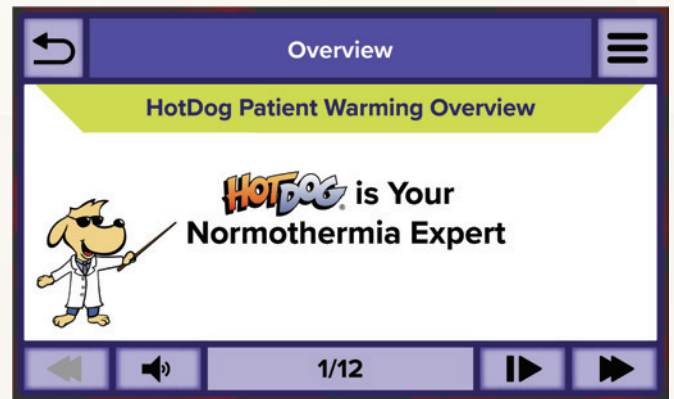 Overview
HotDog Patient Warming Overview
HOTDOG® is Your
Normothermia Expert
1/12